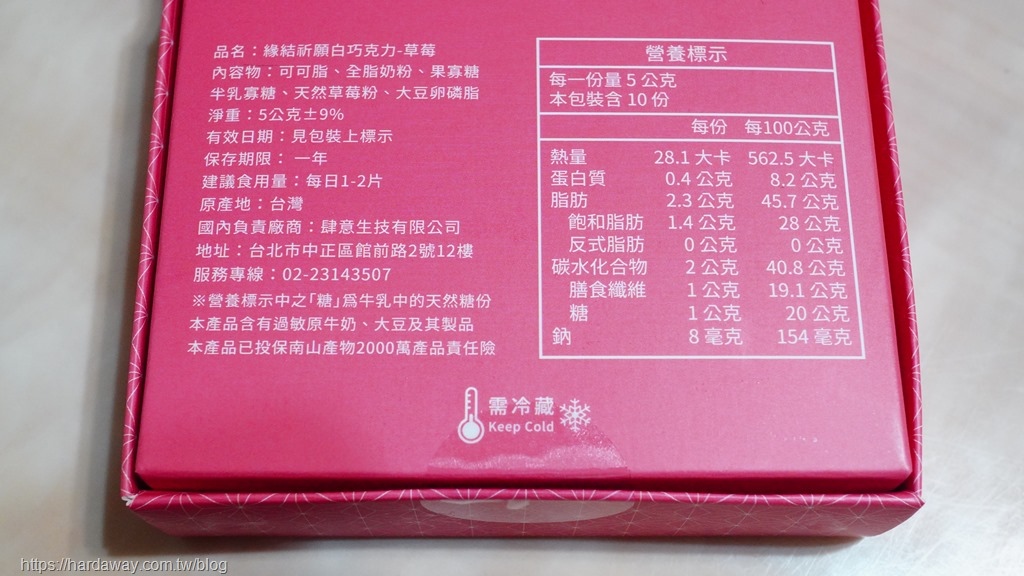 品名：緣結祈願白巧克力-草莓
內容物：可可脂、全脂奶粉、果寡糖
半乳寡糖、天然草莓粉、大豆卵磷脂
淨重：5公克±9%
有效日期：見包裝上標示
保存期限： 一年
建議食用量：每日1-2片
原產地：台灣
國內負責廠商：肆意生技有限公司
地址：台北市中正區館前路2號12樓
服務專線：02-23143507
※營養標示中之「糖」爲牛乳中的天然糖份
本產品含有過敏原牛奶、大豆及其製品
本產品已投保南山產物2000萬產品責任險
營養標示
每一份量 5 公克
本包裝含 10 份
每份 每100公克
熱量 28.1 大卡 562.5 大卡
蛋白質 0.4 公克 8.2 公克
脂肪 2.3 公克 45.7 公克
飽和脂肪 1.4 公克 28 公克
反式脂肪 0 公克 0 公克
碳水化合物 2 公克 40.8 公克
膳食纖維 1 公克 19.1 公克
糖 1 公克 20 公克
鈉 8 毫克 154 毫克
需冷藏
Keep Cold
https://hardaway.com.tw/blog